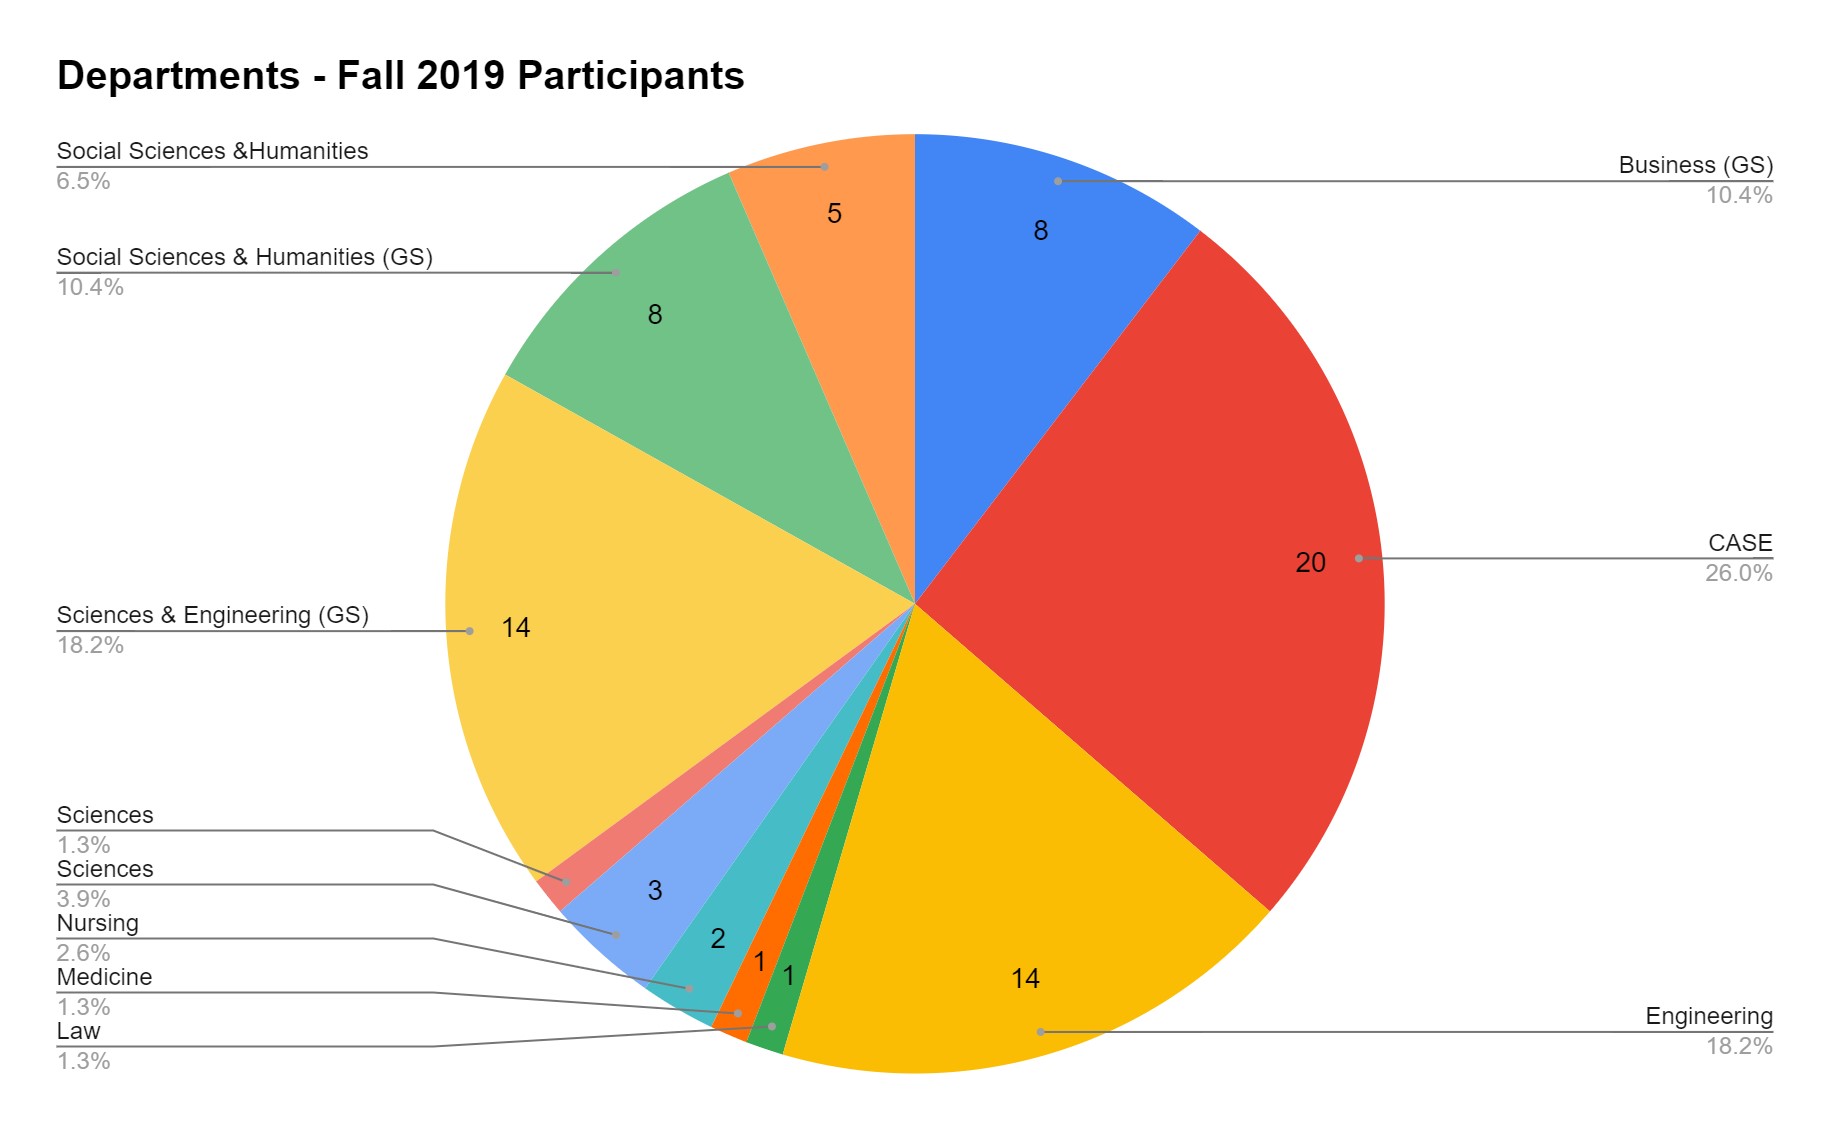 Departments - Fall 2019 Participants
Social Sciences &Humanities
6.5%
Social Sciences & Humanities (GS)
10.4%
Sciences & Engineering (GS)
18.2%
Sciences
1.3%
Sciences
3.9%
Nursing
2.6%
Medicine
1.3%
Law
1.3%
Business (GS)
10.4%
CASE
26.0%
Engineering
18.2%
5
8
8
20
14
14
3
2
1
1